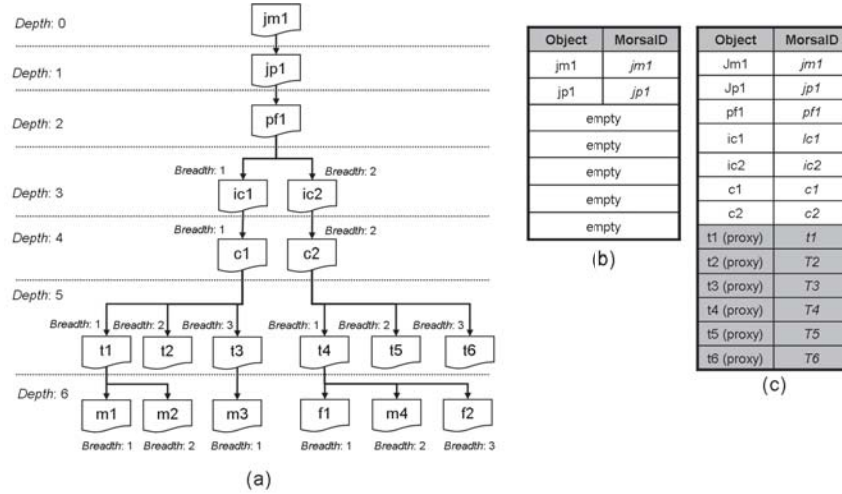 Depth: 0
jm1
Depth: 1
jp1
Depth: 2
pf1
Breadth: 1
Breadth: 2
Depth: 3
ic1
ic2
Breadth: 1
Breadth: 2
Depth: 4
c1
c2
Depth: 5
Breadth: 1
Breadth: 2
Breadth: 3
Breadth: 1
Breadth: 2
Breadth: 3
t1
t2
t3
t4
t5
t6
Depth: 6
m1
m2
m3
f1
m4
f2
Breadth: 1
Breadth: 2
Breadth: 1
Breadth: 1
Breadth: 2
Breadth: 3
(a)
Object MorsaID
jm1 jm1
jp1 jp1
empty
empty
empty
empty
empty
(b)
Object MorsaID
Jm1 jm1
Jp1 jp1
pf1 pf1
ic1 Ic1
ic2 ic2
c1 c1
c2 c2
t1 (proxy) t1
t2 (proxy) T2
t3 (proxy) T3
t4 (proxy) T4
t5 (proxy) T5
t6 (proxy) T6
(c)